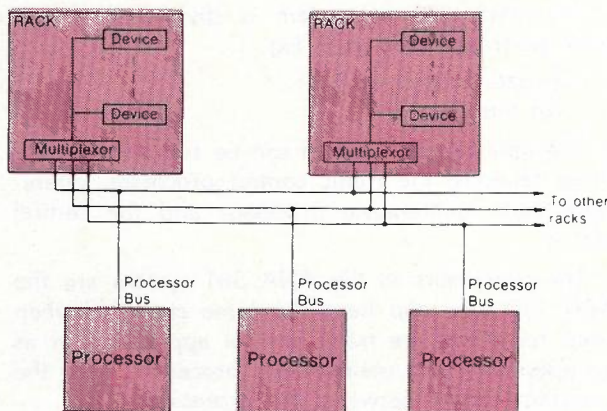 RACK
Device
Device
Multiplexor
RACK
Device
Device
Multiplexor
To other
racks
Processor
Bus
Processor
Bus
Processor
Bus
Processor
Processor
Processor